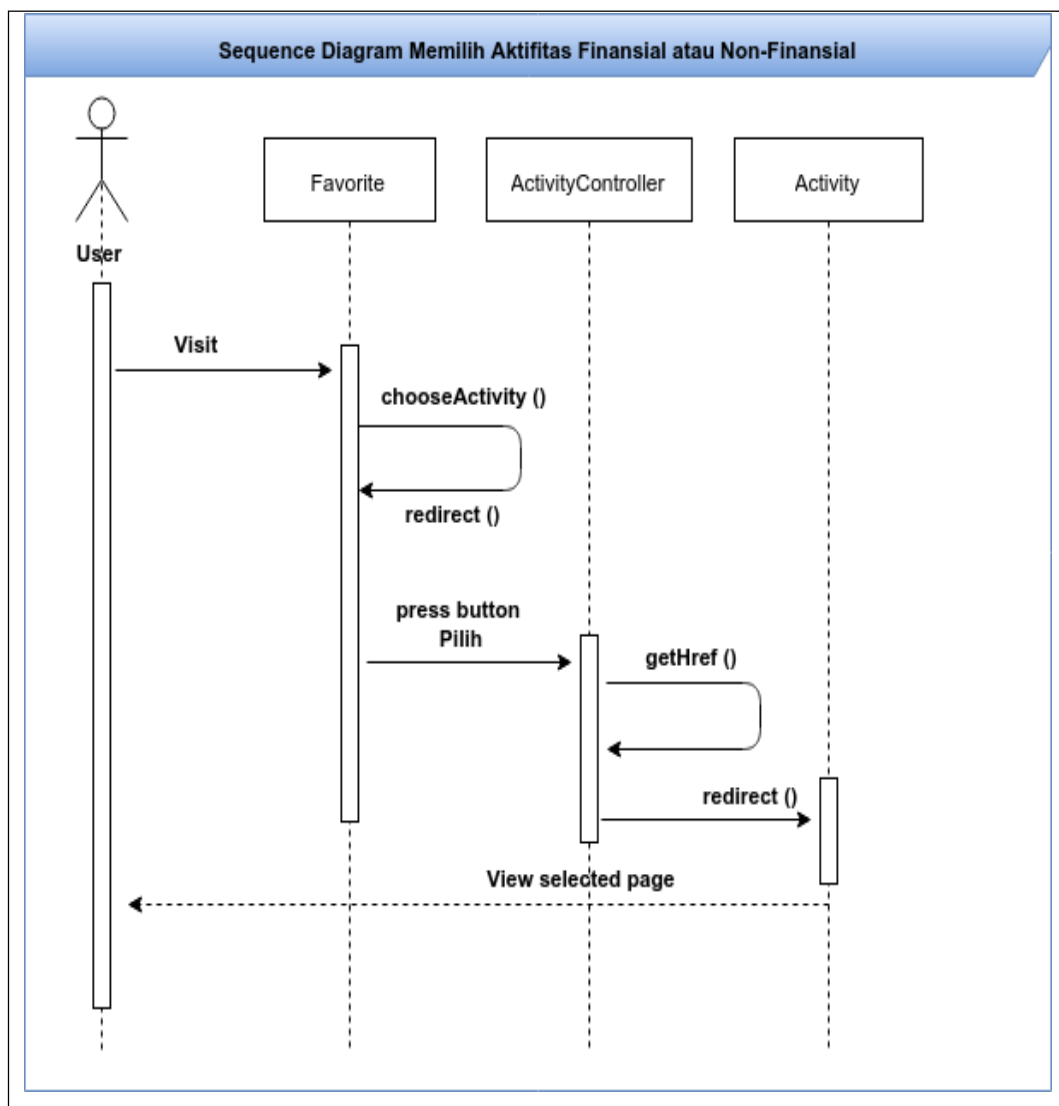 Sequence Diagram Memilih Aktifitas Finansial atau Non-Finansial
Favorite
ActivityController
Activity
User
Visit
chooseActivity ()
redirect ()
press button
Pilih
getHref ()
redirect ()
View selected page